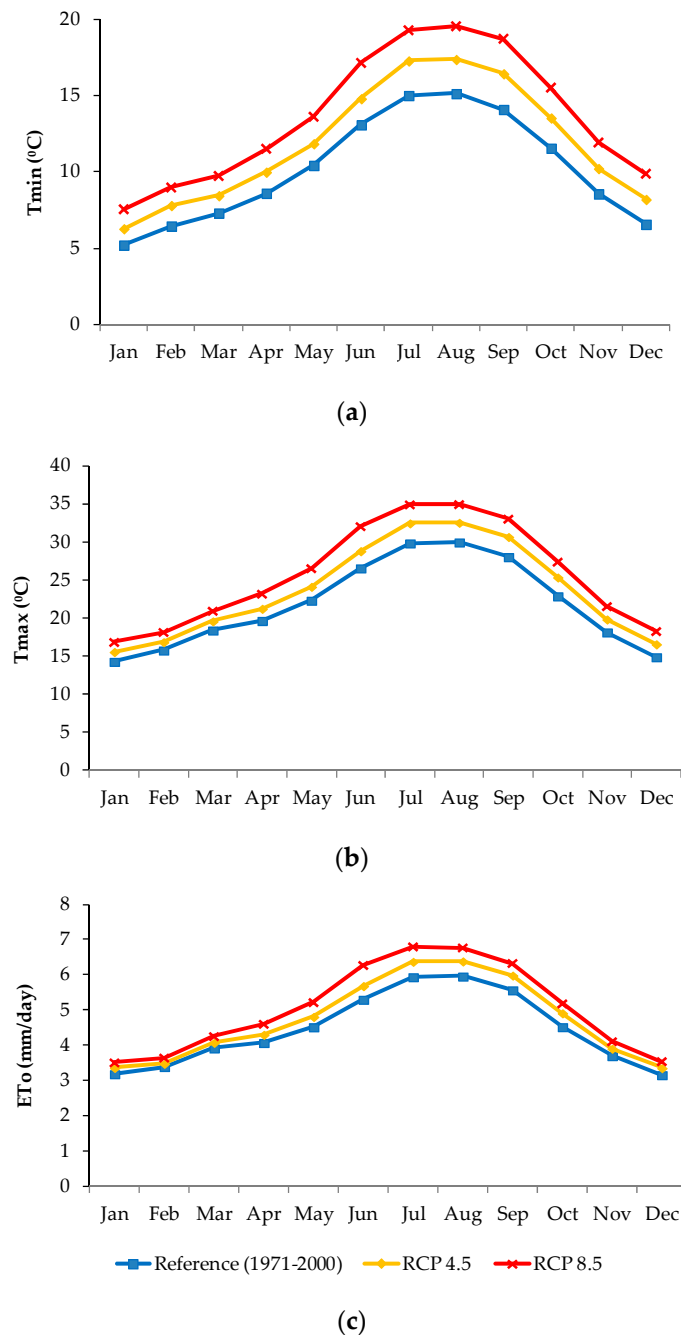 Tmin (⁰C)
20
15
10
5
0
Jan Feb Mar Apr May Jun Jul Aug Sep Oct Nov Dec
(a)
Tmax (⁰C)
40
35
30
25
20
15
10
5
0
Jan Feb Mar Apr May Jun Jul Aug Sep Oct Nov Dec
(b)
ETo (mm/day)
8
7
6
5
4
3
2
1
0
Jan Feb Mar Apr May Jun Jul Aug Sep Oct Nov Dec
Reference (1971-2000) RCP 4.5 RCP 8.5
(c)